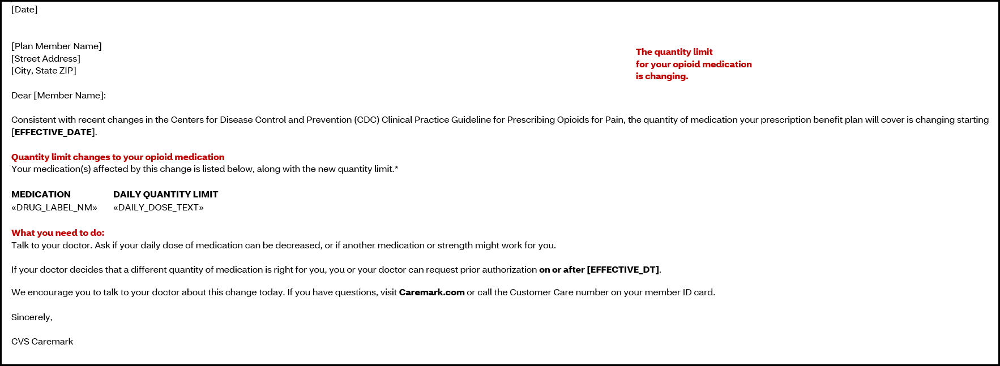 [Date]
[Plan Member Name]
[Street Address]
[City, State ZIP]
The quantity limit
for your opioid medication
is changing.
Dear [Member Name]:
Consistent with recent changes in the Centers for Disease Control and Prevention (CDC) Clinical Practice Guideline for Prescribing Opioids for Pain, the quantity of medication your prescription benefit plan will cover is changing starting
[EFFECTIVE_DATE].
Quantity limit changes to your opioid medication
Your medication(s) affected by this change is listed below, along with the new quantity limit.*
MEDICATION DAILY QUANTITY LIMIT
«DRUG_LABEL_NM» «DAILY_DOSE_TEXT»
What you need to do:
Talk to your doctor. Ask if your daily dose of medication can be decreased, or if another medication or strength might work for you.
If your doctor decides that a different quantity of medication is right for you, you or your doctor can request prior authorization on or after [EFFECTIVE_DT].
We encourage you to talk to your doctor about this change today. If you have questions, visit Caremark.com or call the Customer Care number on your member ID card.
Sincerely,
CVS Caremark